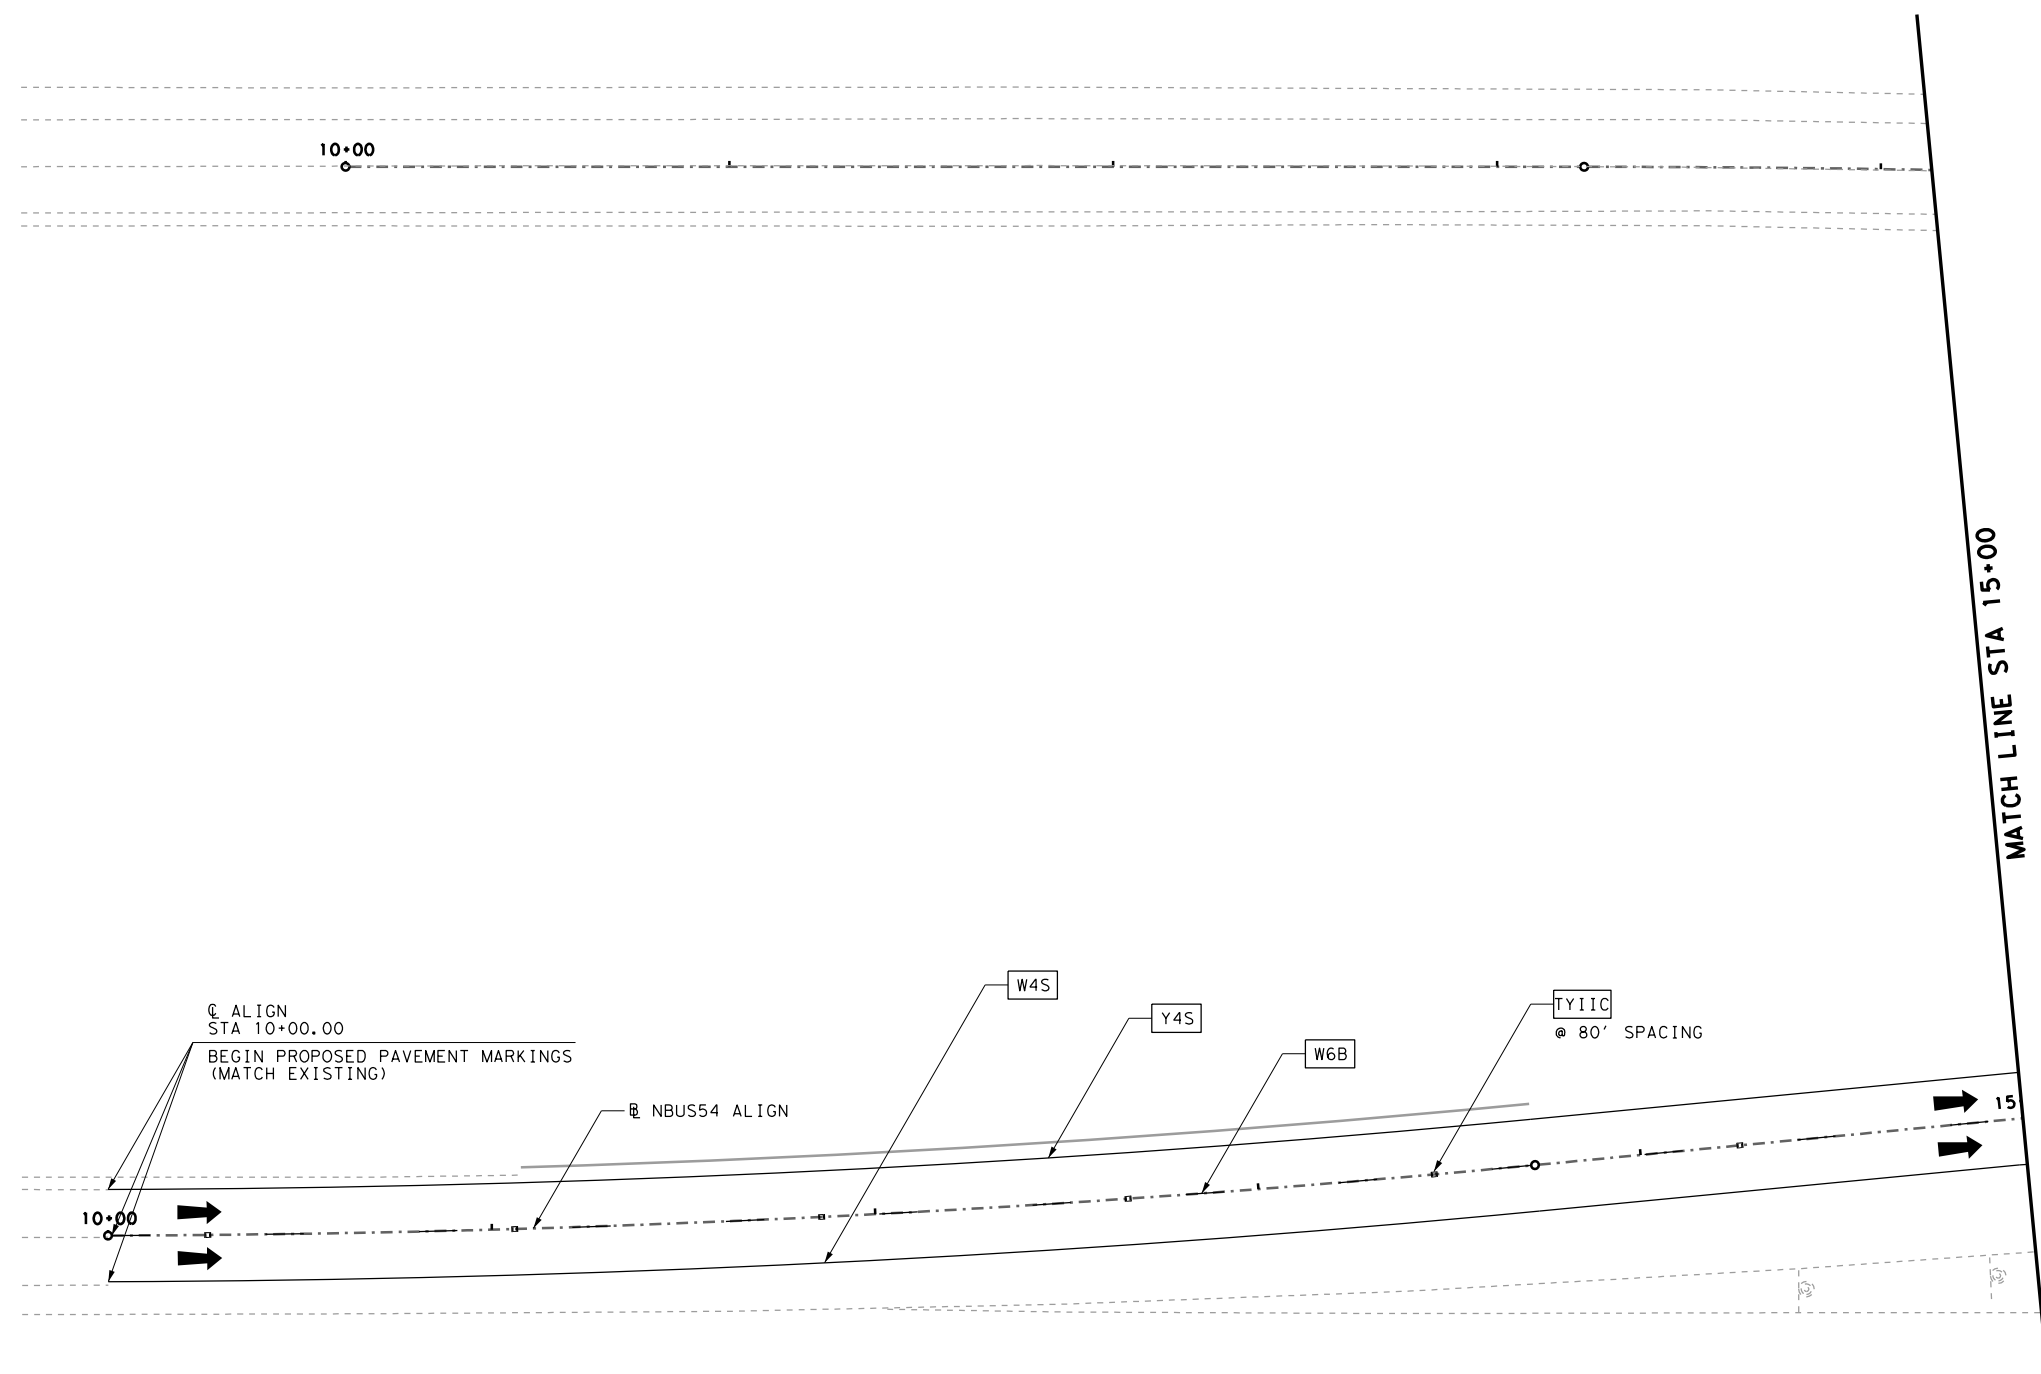 10+00
MATCH LINE STA 15+00
W4S
Y4S
TYIIC
@ 80' SPACING
W6B
℄ ALIGN
STA 10+00.00
BEGIN PROPOSED PAVEMENT MARKINGS
(MATCH EXISTING)
NBUS54 ALIGN
15
10+00